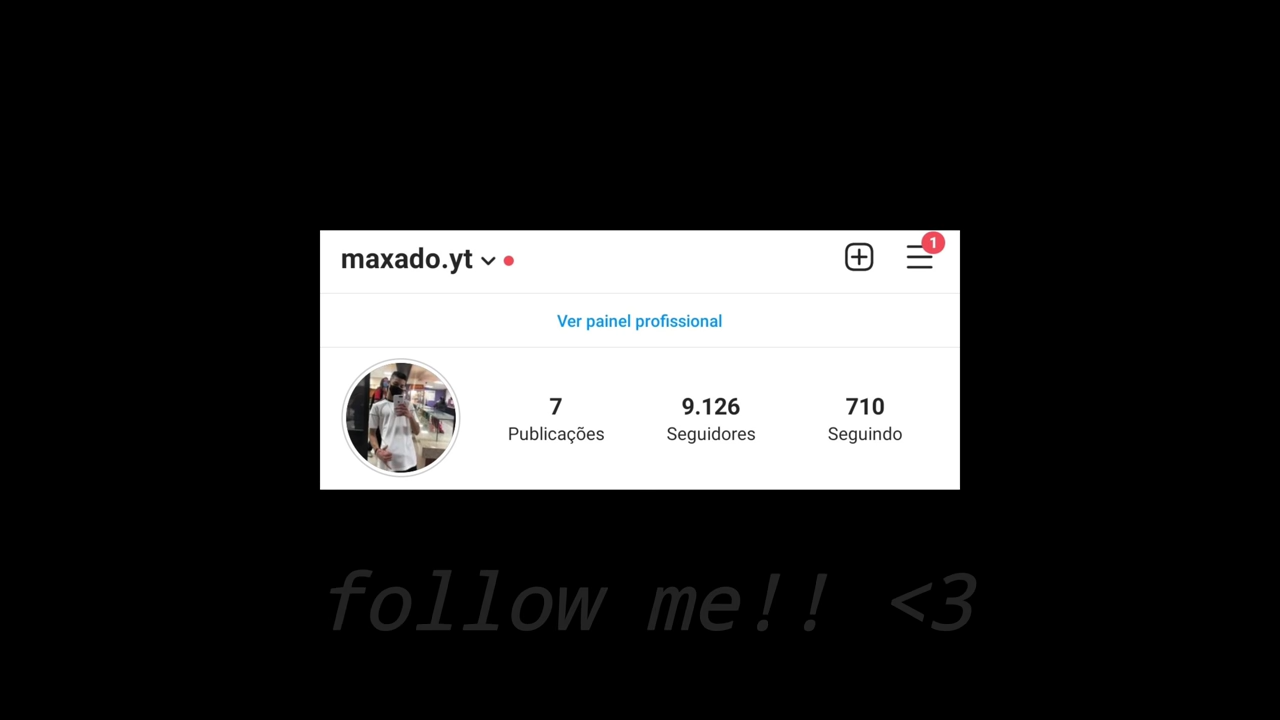 maxado.yt
1
Ver painel profissional
7 9.126 710
Publicações Seguidores Seguindo
follow me!! <3